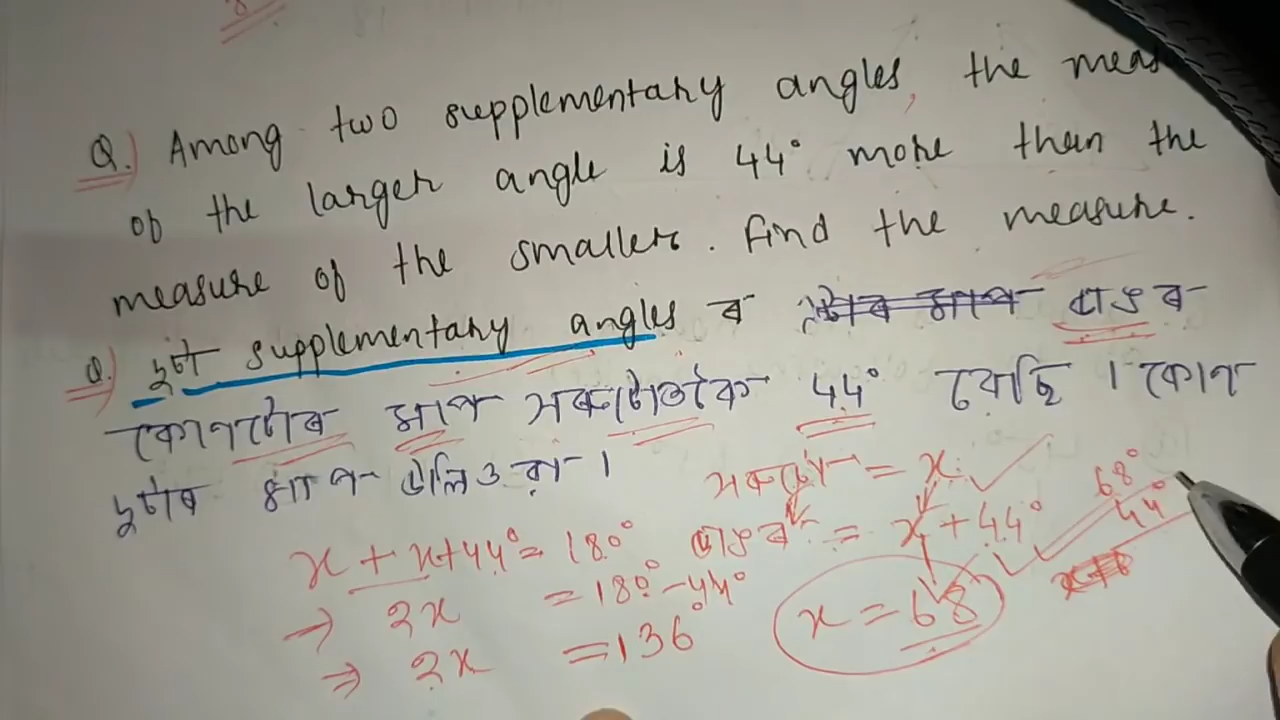 Q.) Among two supplementary angles, the meas
of the larger angle is 44° more than the
measure of the smaller. Find the measure.
Q.) দুটা supplementary angles ৰ ডাঙৰ
কোণটোৰ মাপ সৰুটোতকৈ 44° বেছি । কোণ
দুটাৰ মাপ উলিওৱা ।
= x
x + x + 44° = 180°
ডাঙৰ = x + 44°
68°
44°
⇒ 2x = 180° - 44°
⇒ 2x = 136°
x = 68°